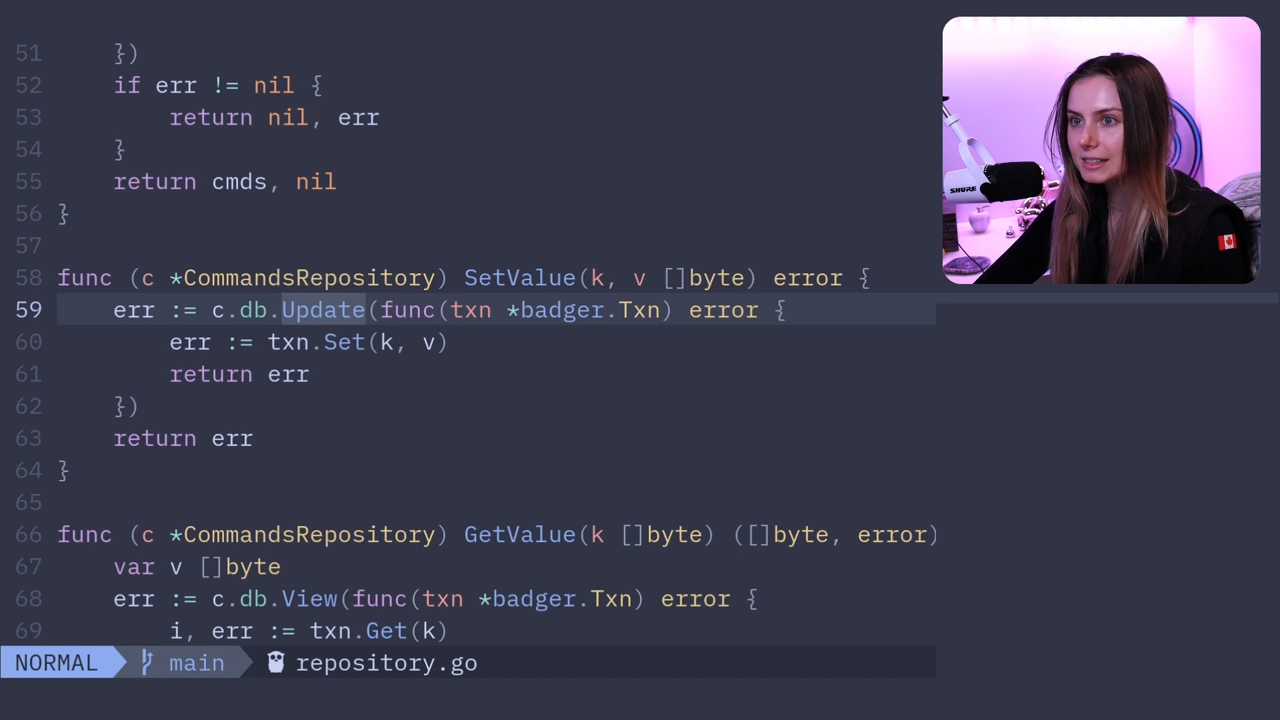 51 })
52 if err != nil {
53 return nil, err
54 }
55 return cmds, nil
56 }
57
58 func (c *CommandsRepository) SetValue(k, v []byte) error {
59 err := c.db.Update(func(txn *badger.Txn) error {
60 err := txn.Set(k, v)
61 return err
62 })
63 return err
64 }
65
66 func (c *CommandsRepository) GetValue(k []byte) ([]byte, error)
67 var v []byte
68 err := c.db.View(func(txn *badger.Txn) error {
69 i, err := txn.Get(k)
NORMAL main repository.go
SHURE